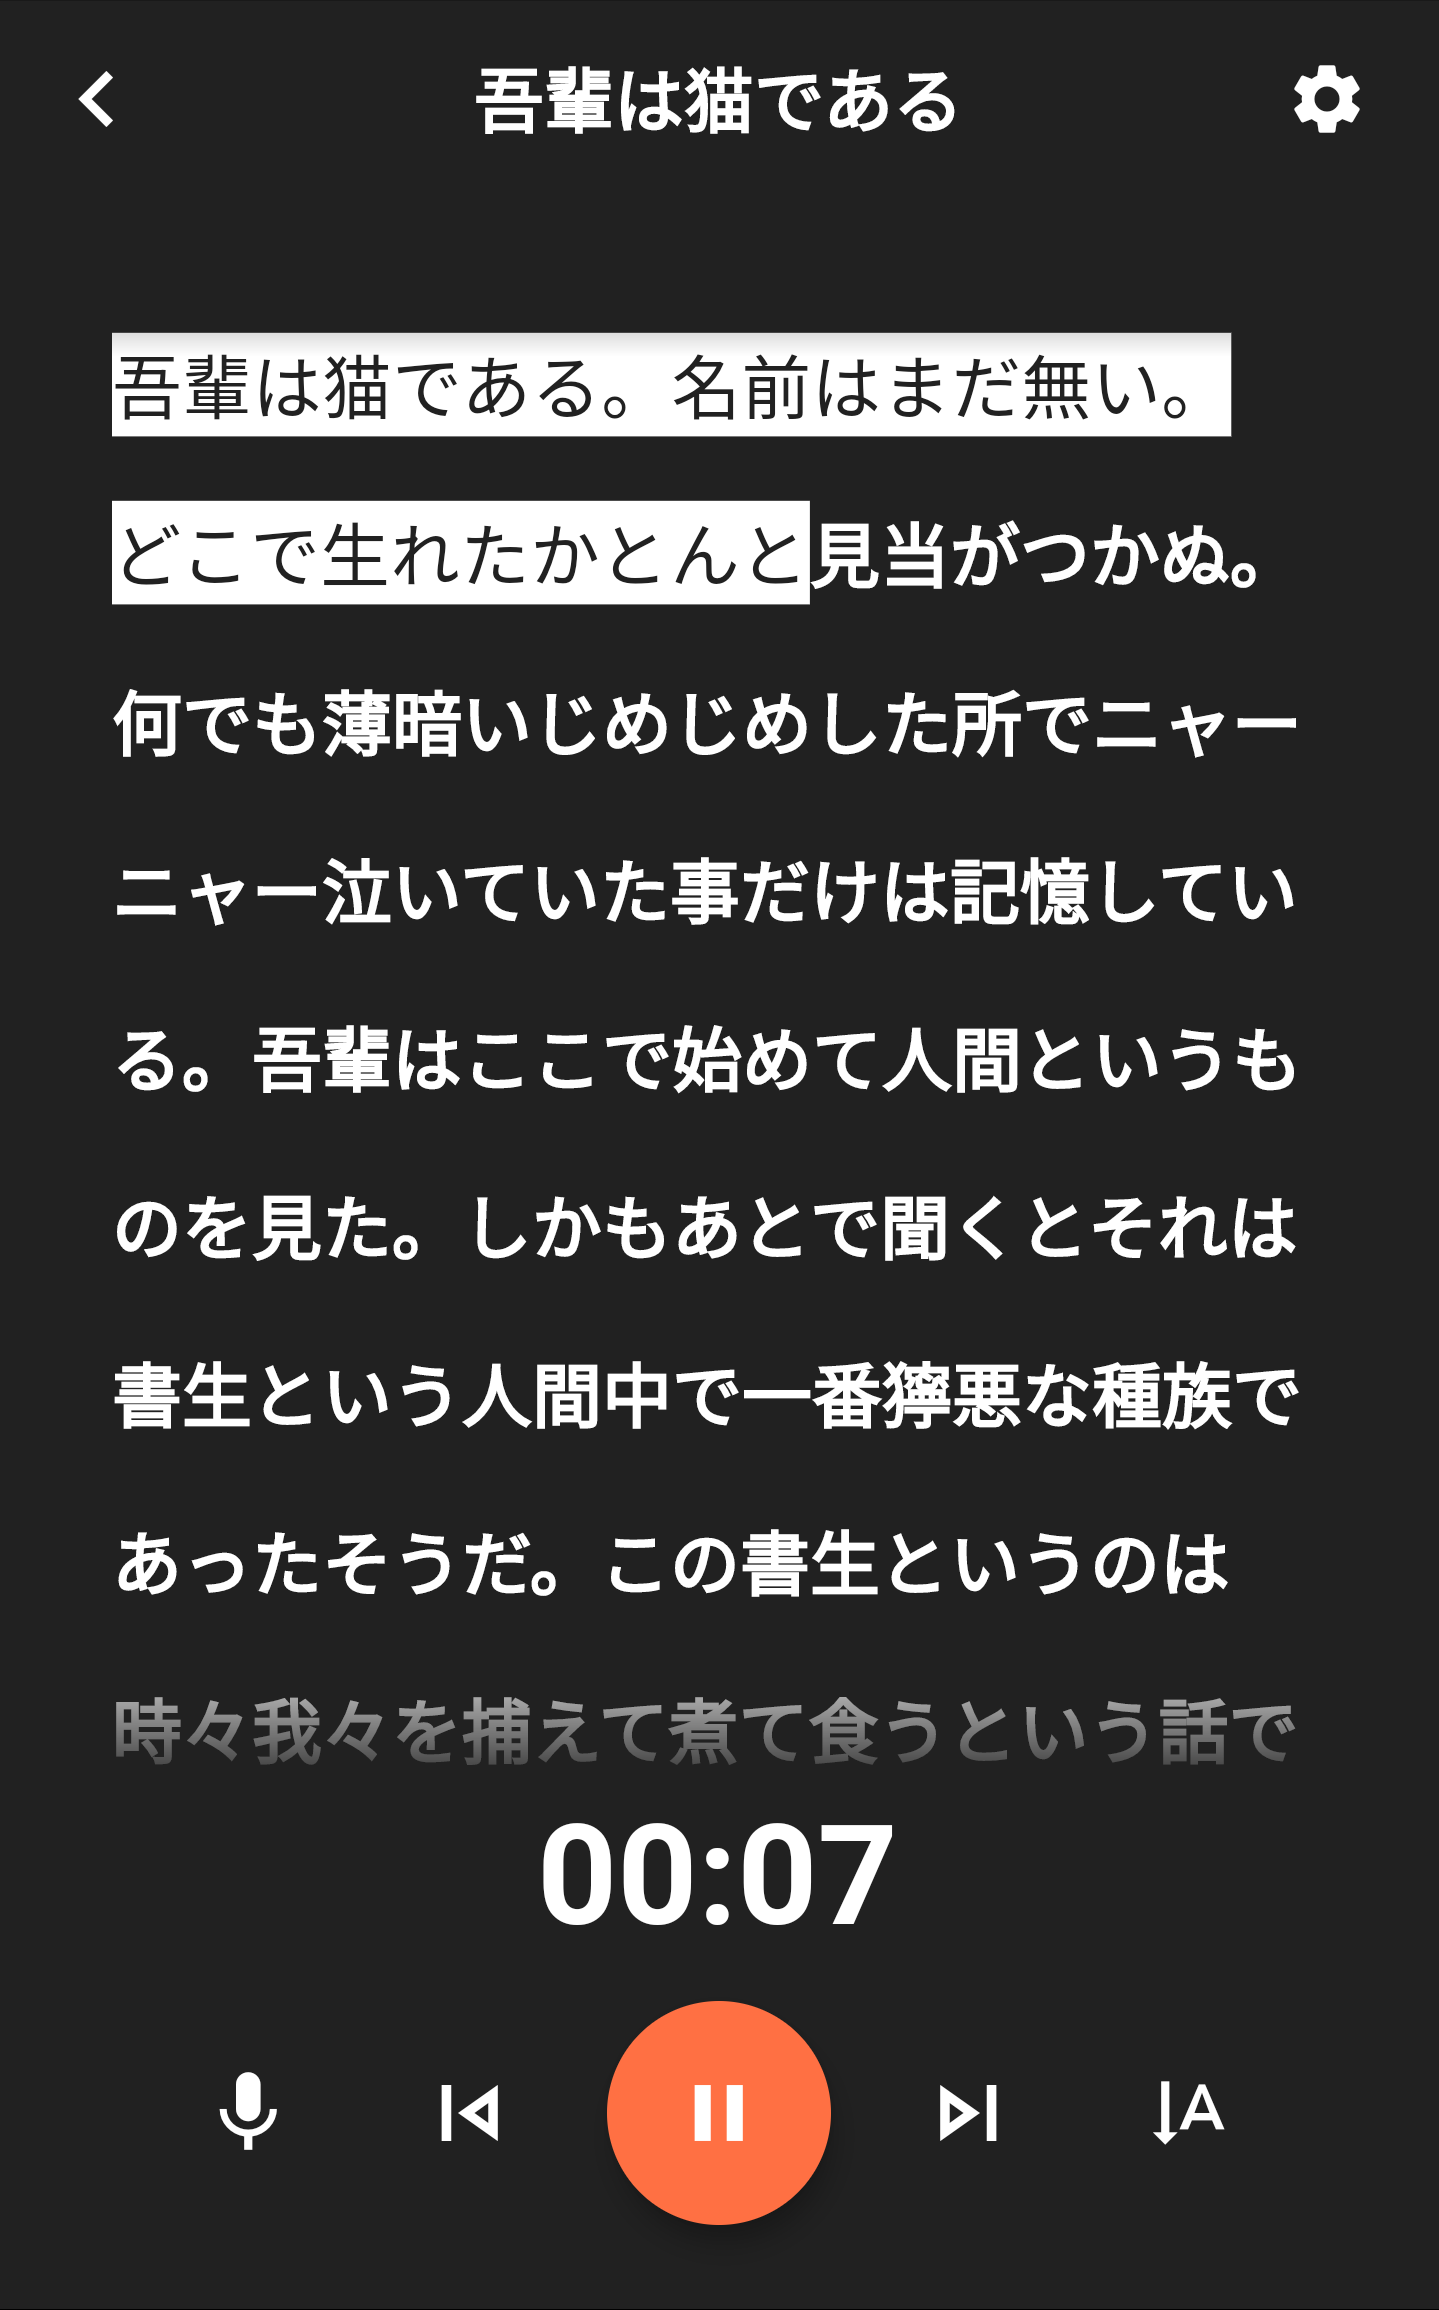 吾輩は猫である
吾輩は猫である。名前はまだ無い。
どこで生れたかとんと見当がつかぬ。
何でも薄暗いじめじめした所でニャー
ニャー泣いていた事だけは記憶してい
る。吾輩はここで始めて人間というも
のを見た。しかもあとで聞くとそれは
書生という人間中で一番獰悪な種族で
あったそうだ。この書生というのは
時々我々を捕えて煮て食うという話で
00:07
A